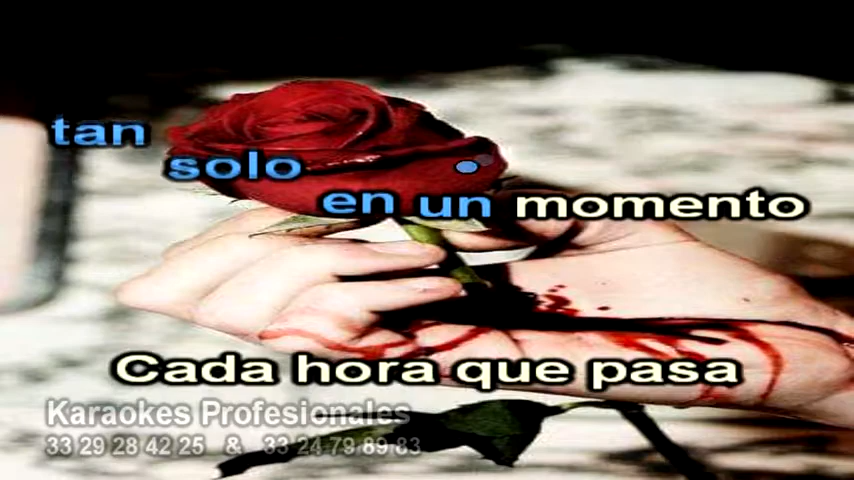 tan
solo
en un momento
Cada hora que pasa
Karaokes Profesionales
33 29 28 42 25 & 33 24 79 89 83